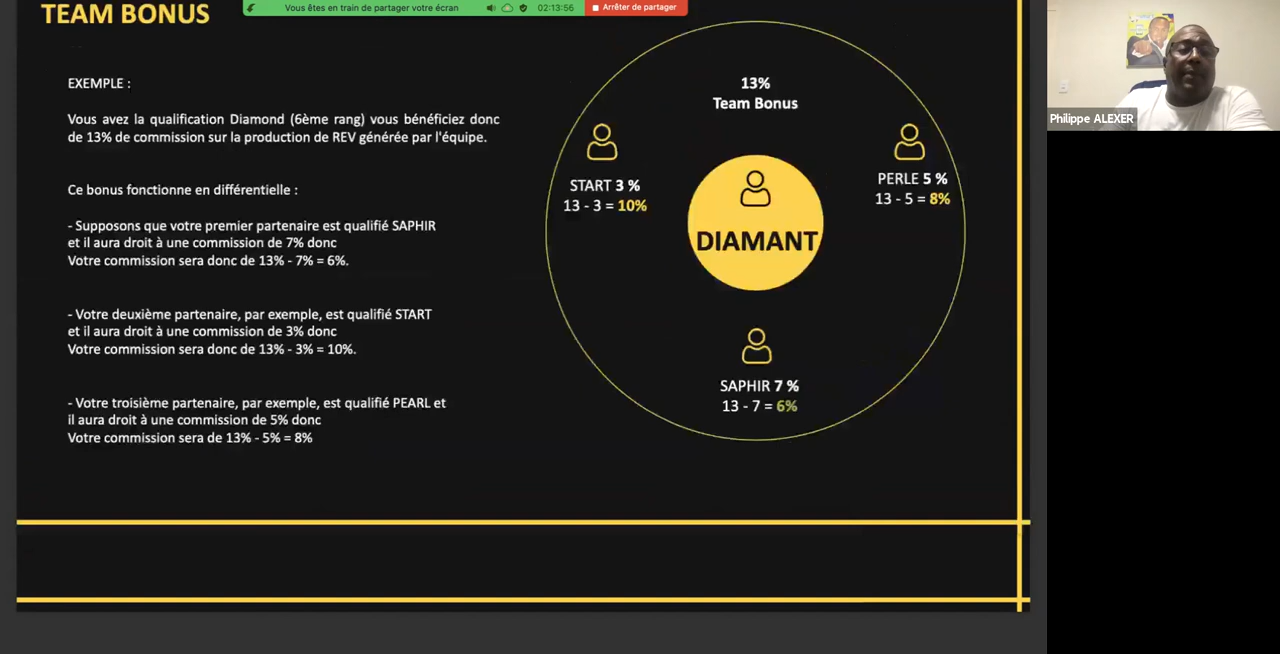 TEAM BONUS
Vous êtes en train de partager votre écran
02:13:56
Arrêter de partager
EXEMPLE :
Vous avez la qualification Diamond (6ème rang) vous bénéficiez donc
de 13% de commission sur la production de REV générée par l'équipe.
Ce bonus fonctionne en différentielle :
- Supposons que votre premier partenaire est qualifié SAPHIR
et il aura droit à une commission de 7% donc
Votre commission sera donc de 13% - 7% = 6%.
- Votre deuxième partenaire, par exemple, est qualifié START
et il aura droit à une commission de 3% donc
Votre commission sera donc de 13% - 3% = 10%.
- Votre troisième partenaire, par exemple, est qualifié PEARL et
il aura droit à une commission de 5% donc
Votre commission sera de 13% - 5% = 8%
13%
Team Bonus
START 3 %
13 - 3 = 10%
PERLE 5 %
13 - 5 = 8%
DIAMANT
SAPHIR 7 %
13 - 7 = 6%
Philippe ALEXER